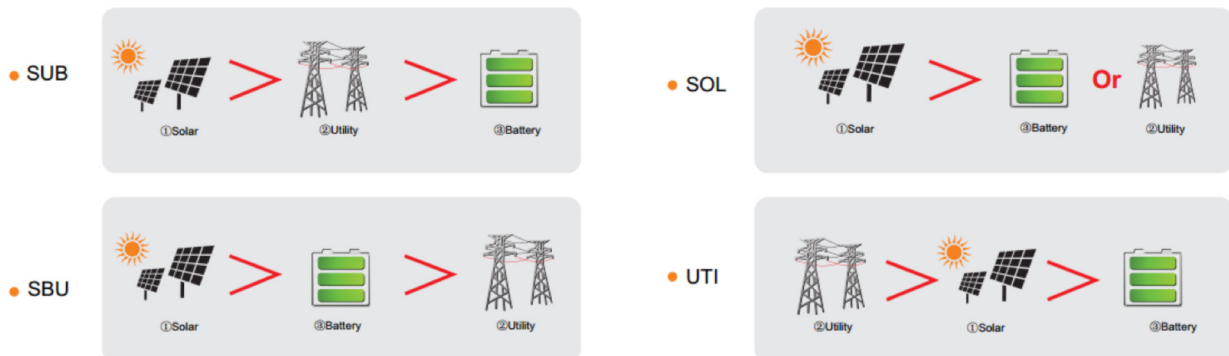 SUB
①Solar
②Utility
③Battery
SOL
①Solar
③Battery
Or
②Utility
SBU
①Solar
③Battery
②Utility
UTI
②Utility
①Solar
③Battery